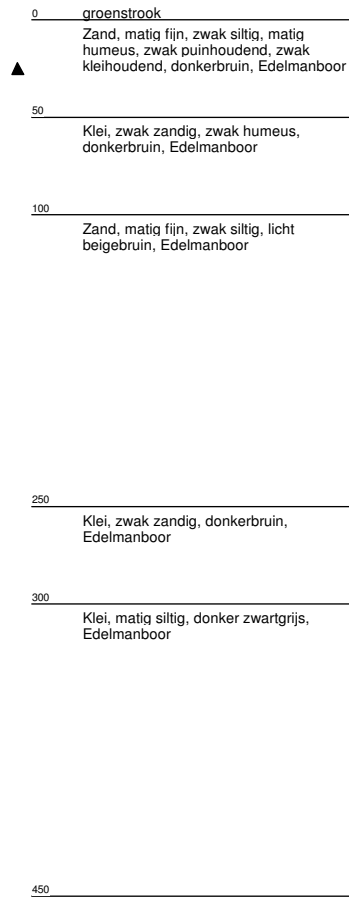 0 groenstrook
Zand, matig fijn, zwak siltig, matig
humeus, zwak puinhoudend, zwak
kleihoudend, donkerbruin, Edelmanboor
50
Klei, zwak zandig, zwak humeus,
donkerbruin, Edelmanboor
100
Zand, matig fijn, zwak siltig, licht
beigebruin, Edelmanboor
250
Klei, zwak zandig, donkerbruin,
Edelmanboor
300
Klei, matig siltig, donker zwartgrijs,
Edelmanboor
450